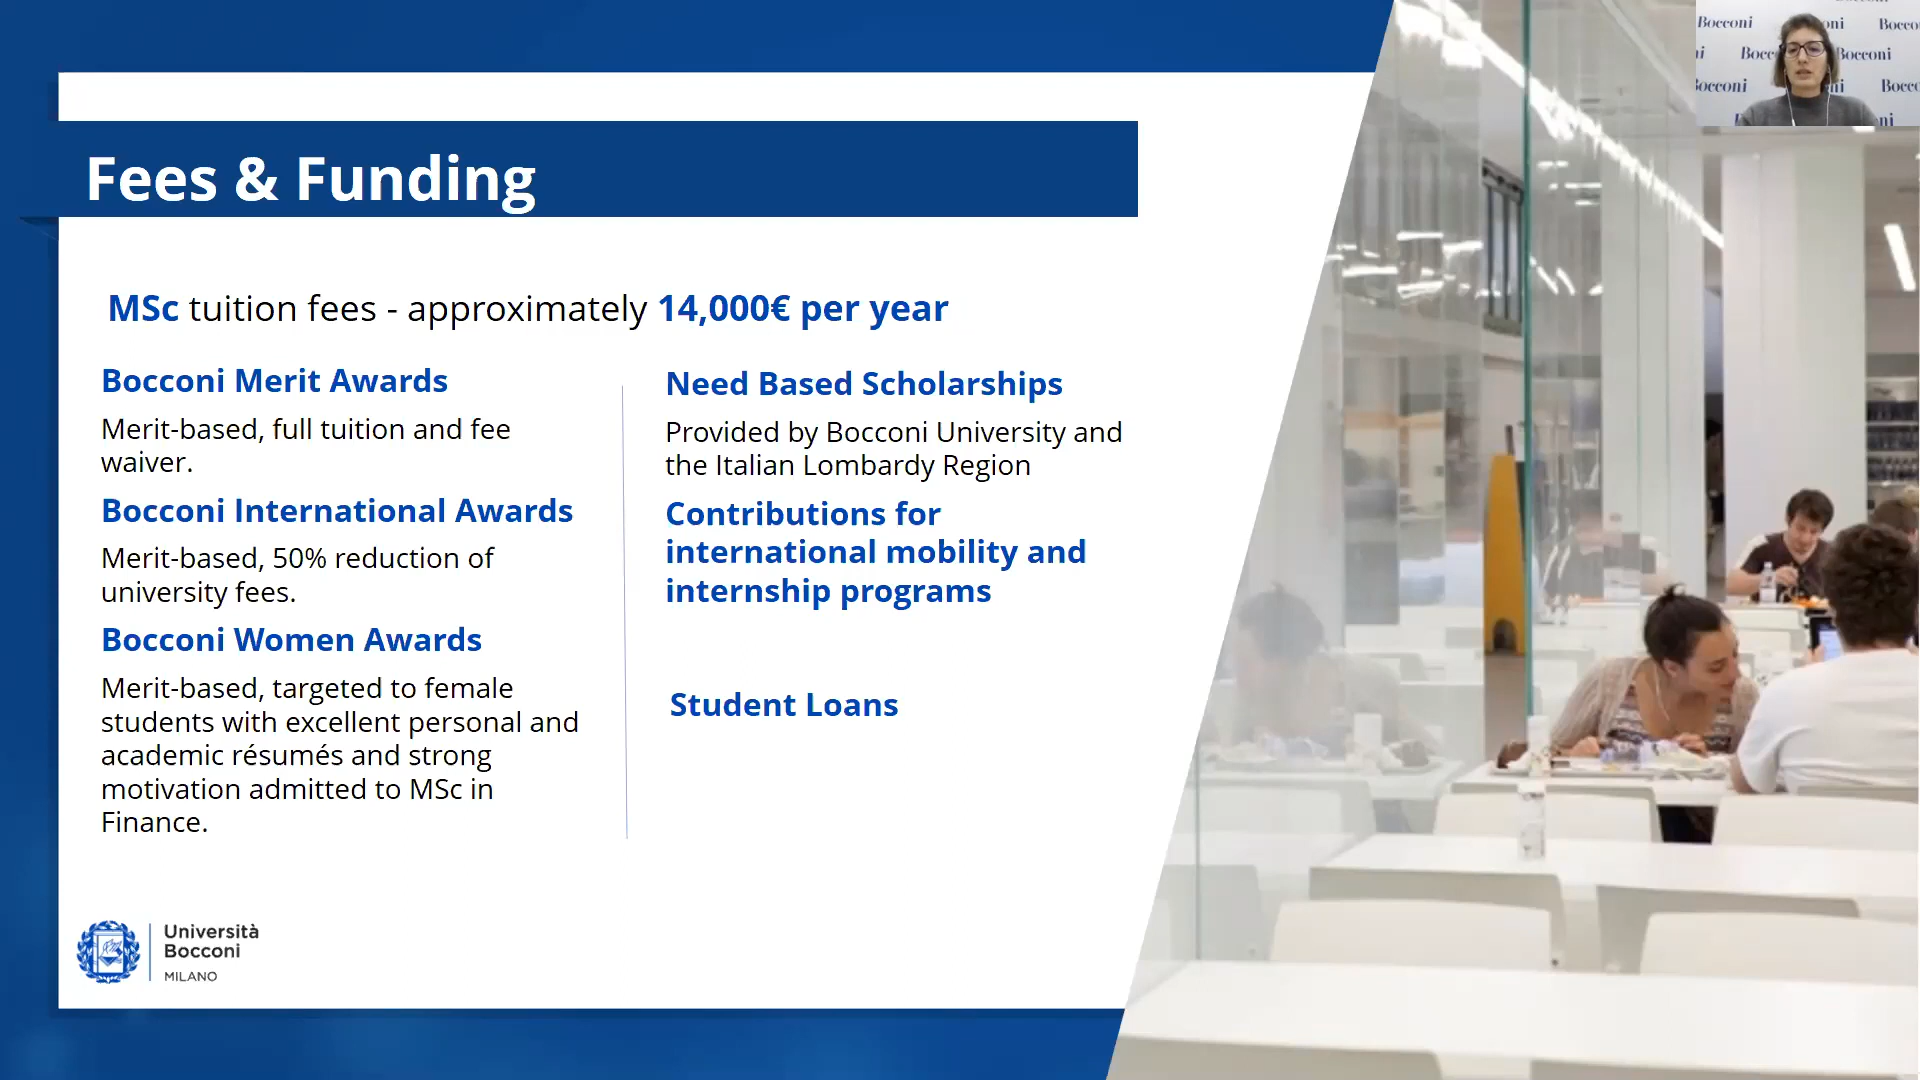 Fees & Funding
MSc tuition fees - approximately 14,000€ per year
Bocconi Merit Awards
Merit-based, full tuition and fee
waiver.
Bocconi International Awards
Merit-based, 50% reduction of
university fees.
Bocconi Women Awards
Merit-based, targeted to female
students with excellent personal and
academic résumés and strong
motivation admitted to MSc in
Finance.
Need Based Scholarships
Provided by Bocconi University and
the Italian Lombardy Region
Contributions for
international mobility and
internship programs
Student Loans
Università
Bocconi
MILANO
Bocconi
Bocconi
Bocconi